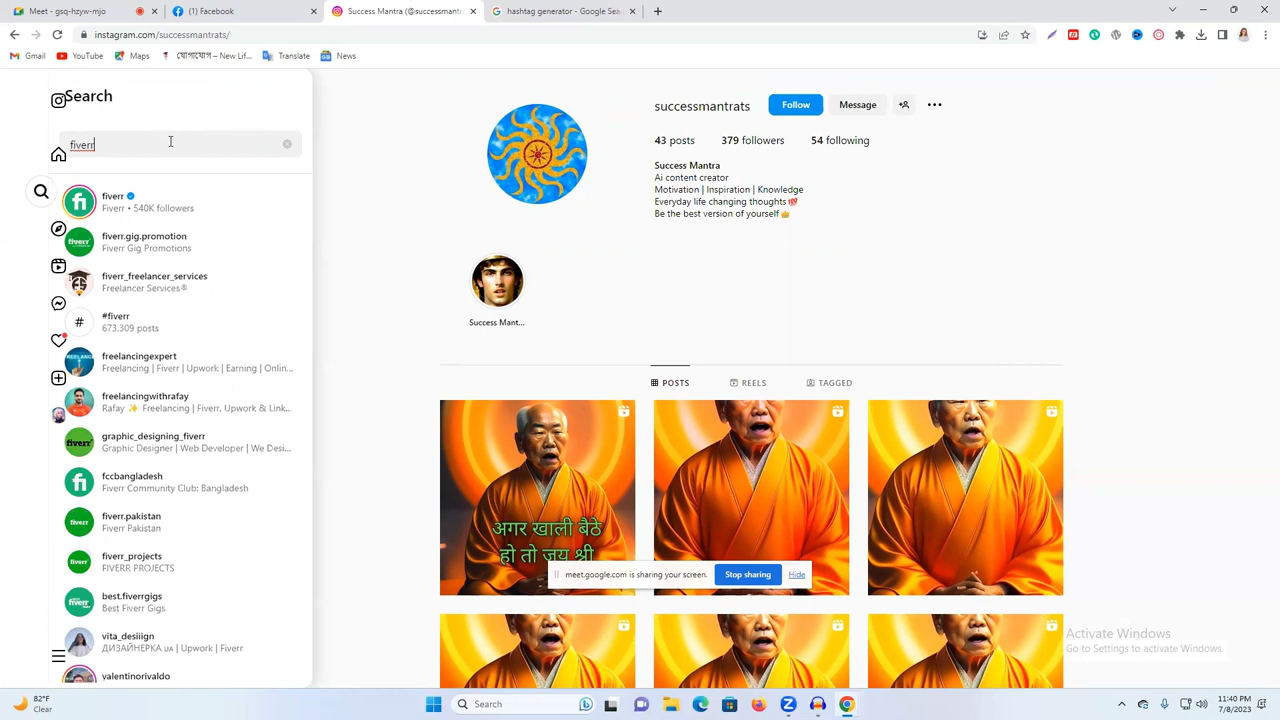 Meet - gsq-hzyw-mjo
(1) Facebook
Success Mantra (@successmantrats
hashtag generator - Google Sea
instagram.com/successmantrats/
Gmail
YouTube
Maps
যোগাযোগ – New Lif...
Translate
News
Search
fiverr
fiverr
Fiverr • 540K followers
fiverr.gig.promotion
Fiverr Gig Promotions
fiverr_freelancer_services
Freelancer Services®
#
#fiverr
673,309 posts
freelancingexpert
Freelancing | Fiverr | Upwork | Earning | Onlin...
freelancingwithrafay
Rafay ✨ Freelancing | Fiverr, Upwork & Link...
graphic_designing_fiverr
Graphic Designer | Web Developer | We Desi...
fccbangladesh
Fiverr Community Club: Bangladesh
fiverr.pakistan
Fiverr Pakistan
fiverr_projects
FIVERR PROJECTS
best.fiverrgigs
Best Fiverr Gigs
vita_desiiign
ДИЗАЙНЕРКА UA | Upwork | Fiverr
valentinorivaldo
successmantrats
Follow
Message
43 posts
379 followers
54 following
Success Mantra
Ai content creator
Motivation | Inspiration | Knowledge
Everyday life changing thoughts💯
Be the best version of yourself👑
Success Mant...
POSTS
REELS
TAGGED
अगर खाली बैठे
हो तो जय श्री
meet.google.com is sharing your screen.
Stop sharing
Hide
Activate Windows
Go to Settings to activate Windows.
82°F
Clear
Search
11:40 PM
7/8/2023